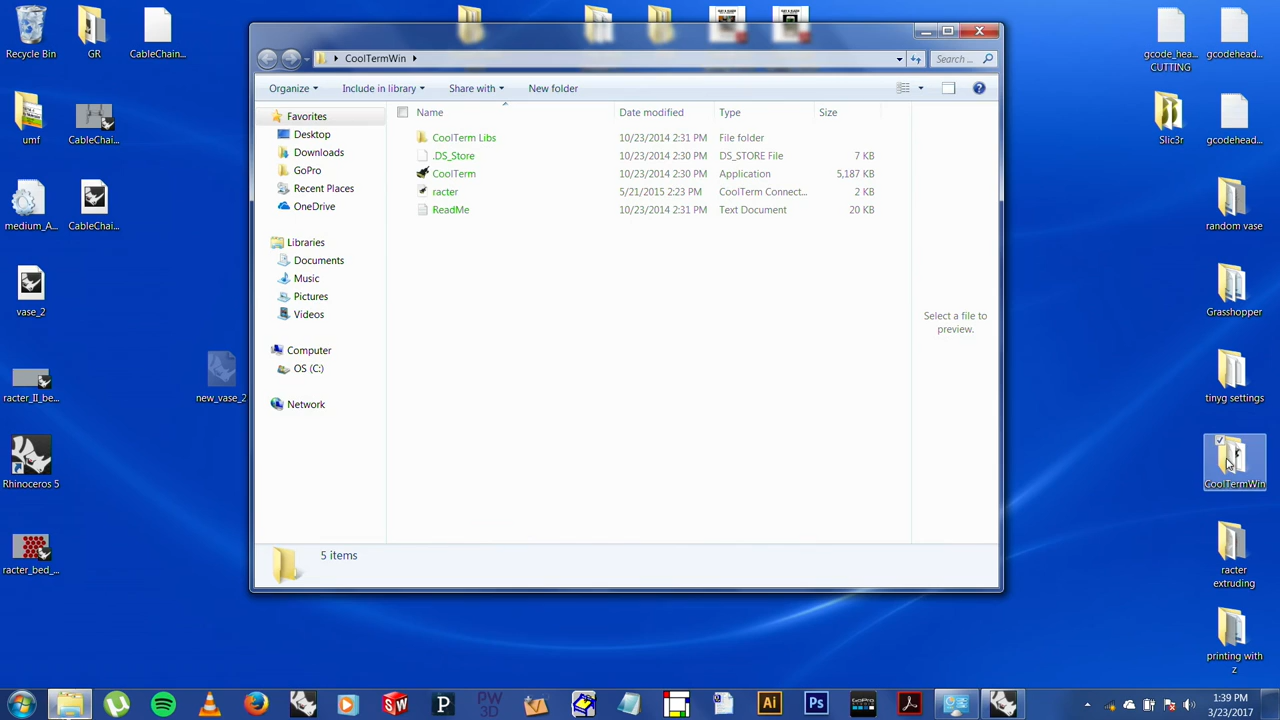 Recycle Bin
GR
CableChain...
umf
CableChai...
medium_A...
CableChai...
vase_2
racter_II_be...
new_vase_2
Rhinoceros 5
racter_bed_...
CoolTermWin
Search ...
Organize
Include in library
Share with
New folder
Favorites
Desktop
Downloads
GoPro
Recent Places
OneDrive
Libraries
Documents
Music
Pictures
Videos
Computer
OS (C:)
Network
Name Date modified Type Size
CoolTerm Libs 10/23/2014 2:31 PM File folder
.DS_Store 10/23/2014 2:30 PM DS_STORE File 7 KB
CoolTerm 10/23/2014 2:30 PM Application 5,187 KB
racter 5/21/2015 2:23 PM CoolTerm Connect... 2 KB
ReadMe 10/23/2014 2:31 PM Text Document 20 KB
Select a file to
preview.
5 items
gcode_hea...
CUTTING
gcodehead...
Slic3r
gcodehead...
random vase
Grasshopper
tinyg settings
CoolTermWin
racter
extruding
printing with
z
P
PW
3D
Ai
Ps
GoPro
1:39 PM
3/23/2017